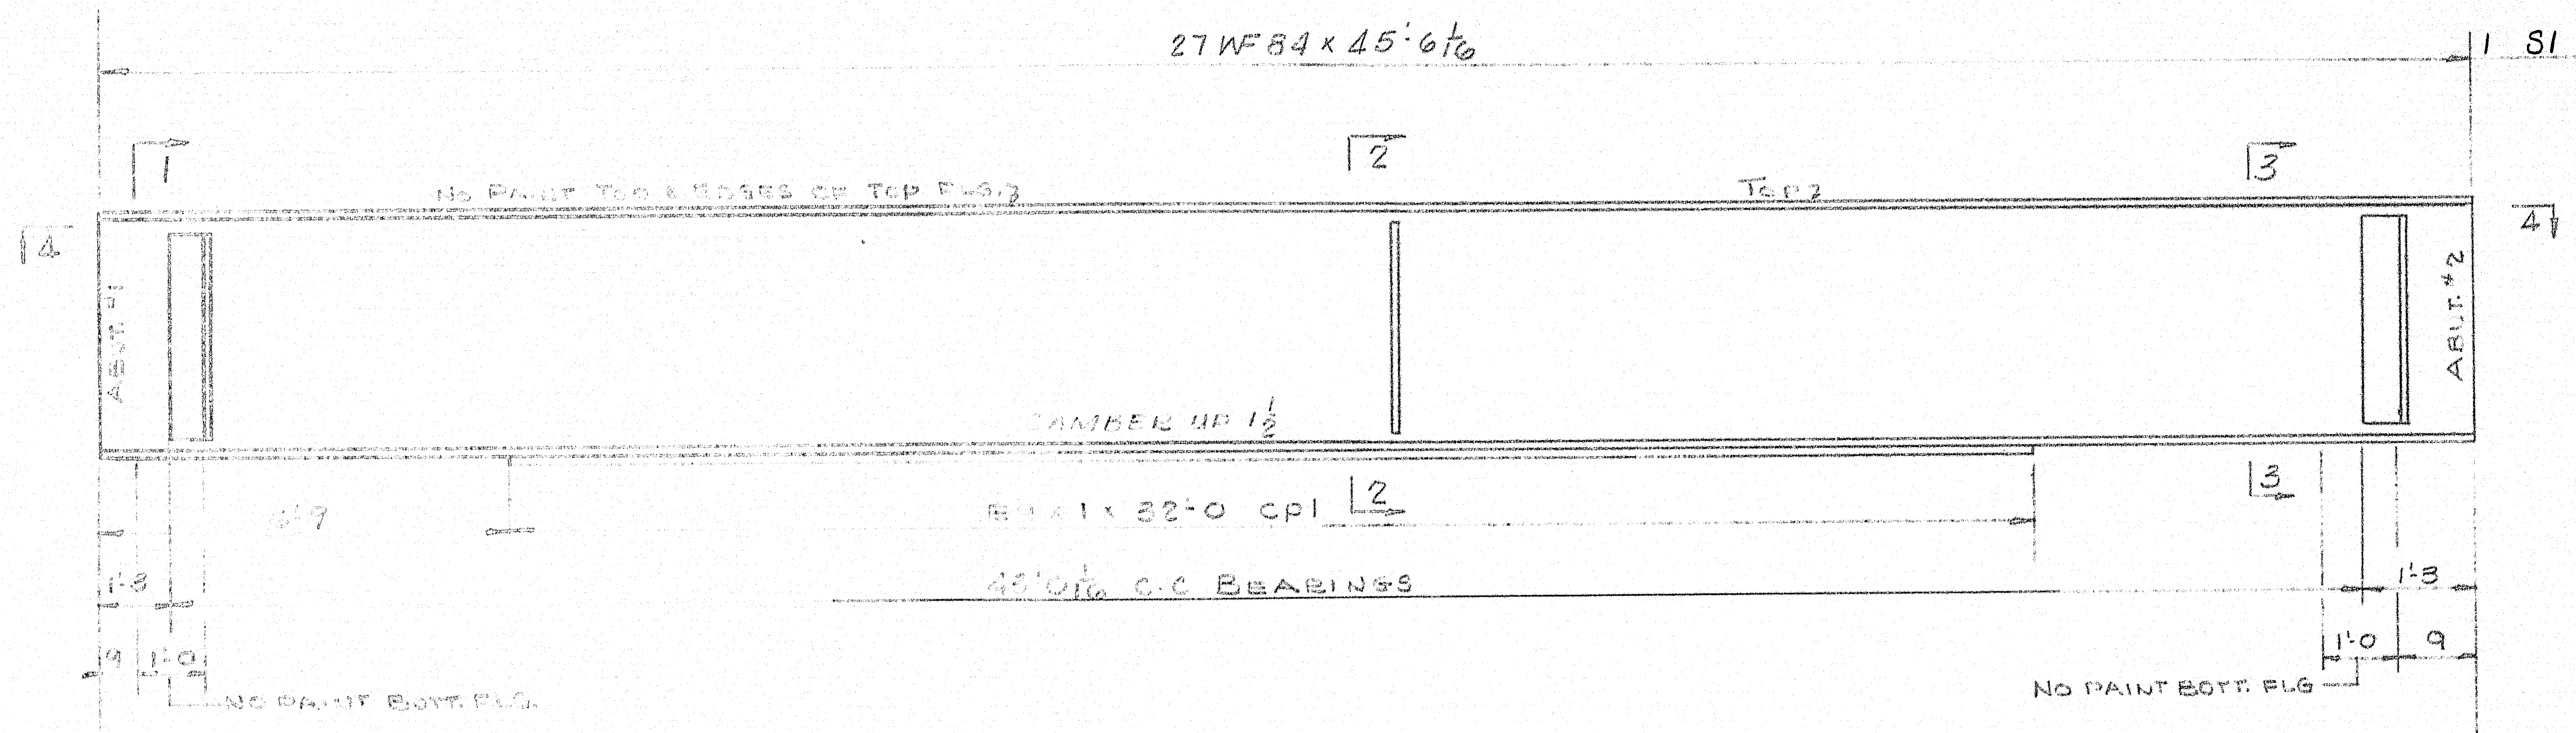 27 WF 84 x 45'-6 1/16
1 S1
1
2
3
NO PAINT TOP & EDGES OF TOP FLG.
TOP
4
4
ABUT. #1
ABUT. #2
CAMBER UP 1 1/2
2
3
6'-9
x 1 x 32'-0 cp1
1'-3
45'-0 1/16 C-C BEARINGS
1'-3
9
1'-0
1'-0
9
NO PAINT BOTT. FLG.
NO PAINT BOTT. FLG